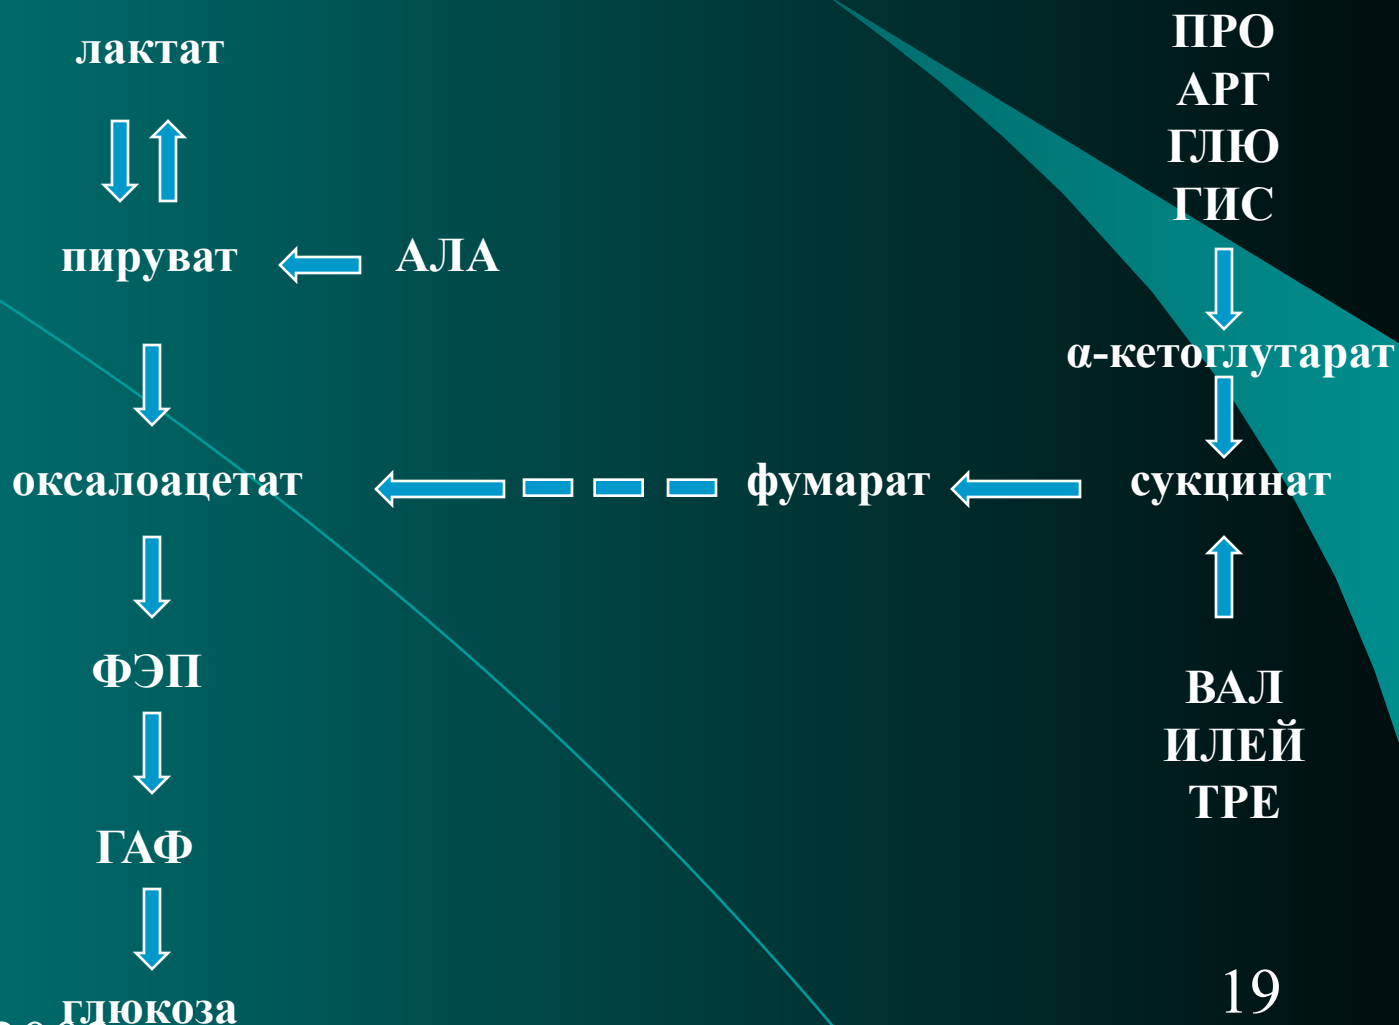 лактат
пируват
АЛА
оксалоацетат
ФЭП
ГАФ
глюкоза
фумарат
ПРО
АРГ
ГЛЮ
ГИС
α-кетоглутарат
сукцинат
ВАЛ
ИЛЕЙ
ТРЕ
19